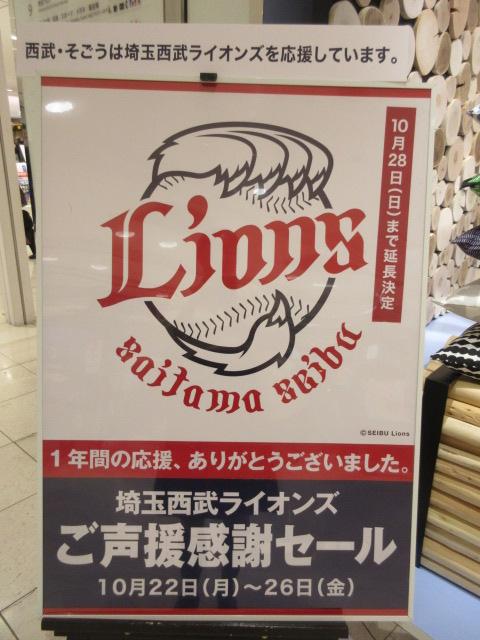 西武・そごうは埼玉西武ライオンズを応援しています。
10月28日(日)まで延長決定
Lions
saitama seibu
©SEIBU Lions
1年間の応援、ありがとうございました。
埼玉西武ライオンズ
ご声援感謝セール
10月22日(月)～26日(金)